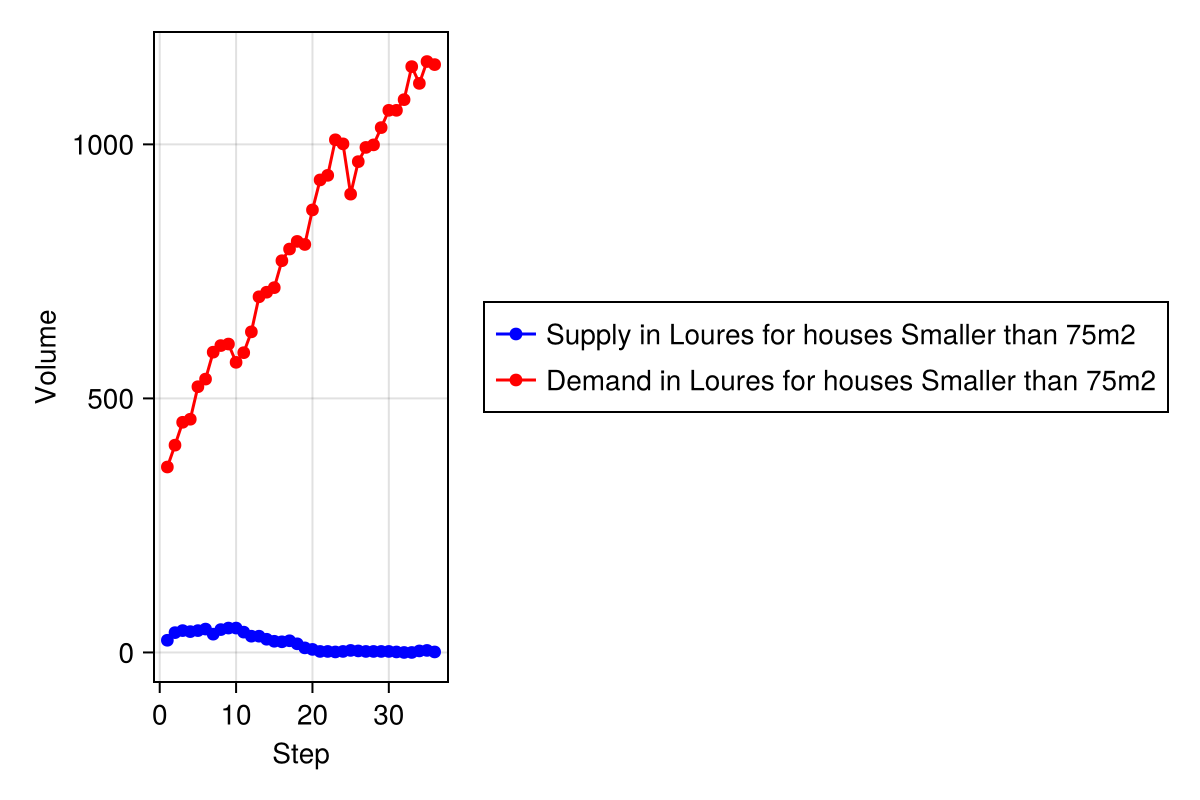 Volume
1000
500
0
0 10 20 30
Step
Supply in Loures for houses Smaller than 75m2
Demand in Loures for houses Smaller than 75m2